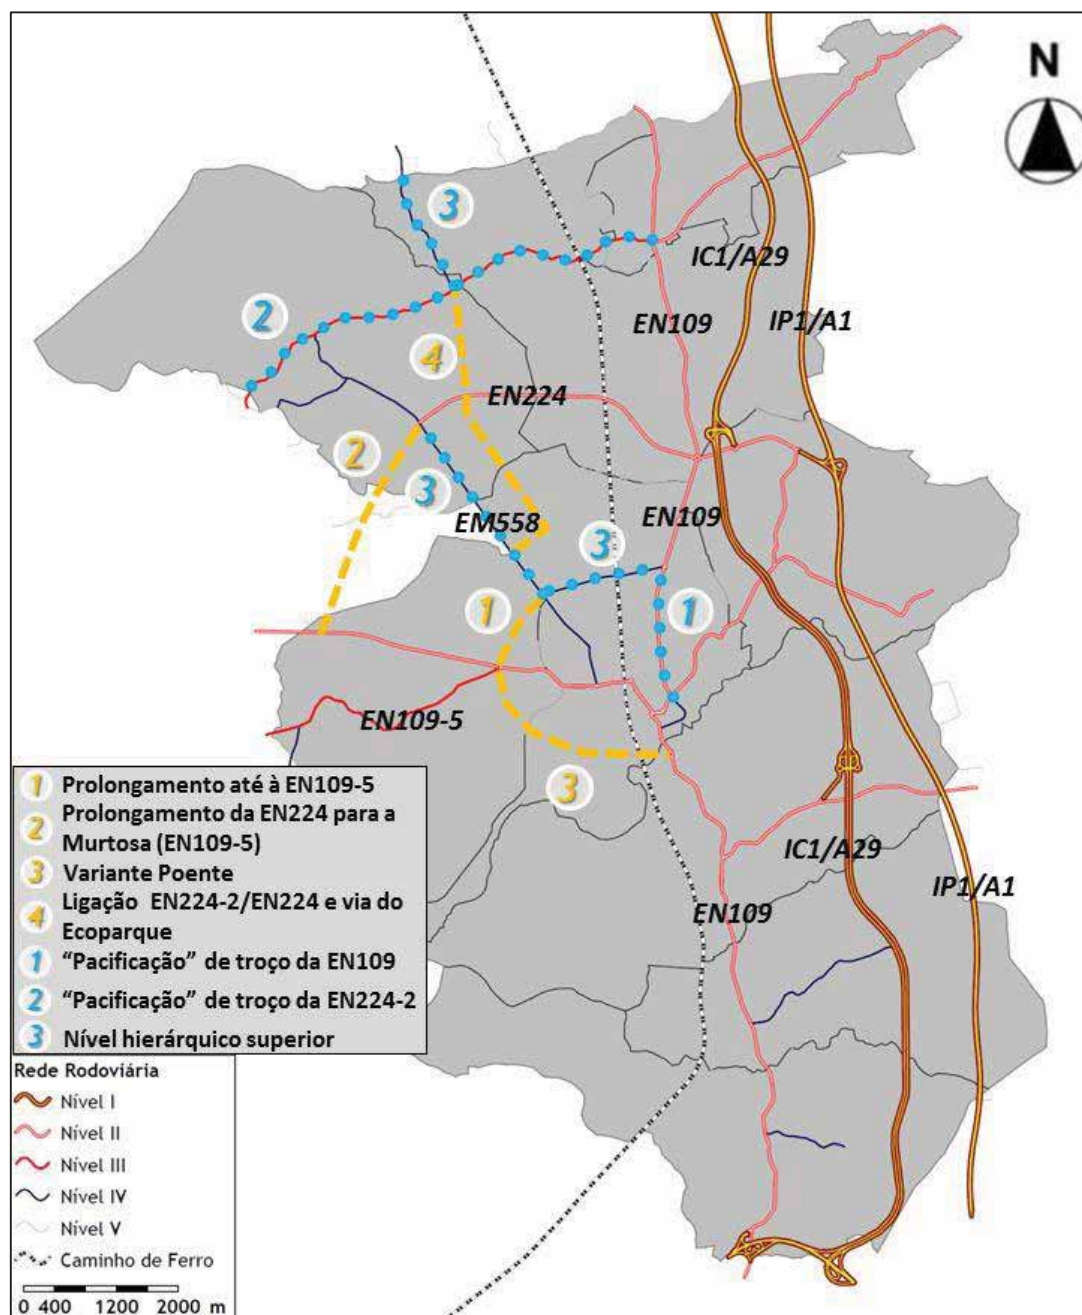 N
3
IC1/A29
2
EN109
IP1/A1
4
EN224
2
3
EM558
EN109
3
1
1
EN109-5
3
1 Prolongamento até à EN109-5
2 Prolongamento da EN224 para a
Murtosa (EN109-5)
3 Variante Poente
4 Ligação EN224-2/EN224 e via do
Ecoparque
1 “Pacificação” de troço da EN109
2 “Pacificação” de troço da EN224-2
3 Nível hierárquico superior
IC1/A29
IP1/A1
EN109
Rede Rodoviária
Nível I
Nível II
Nível III
Nível IV
Nível V
Caminho de Ferro
0 400 1200 2000 m